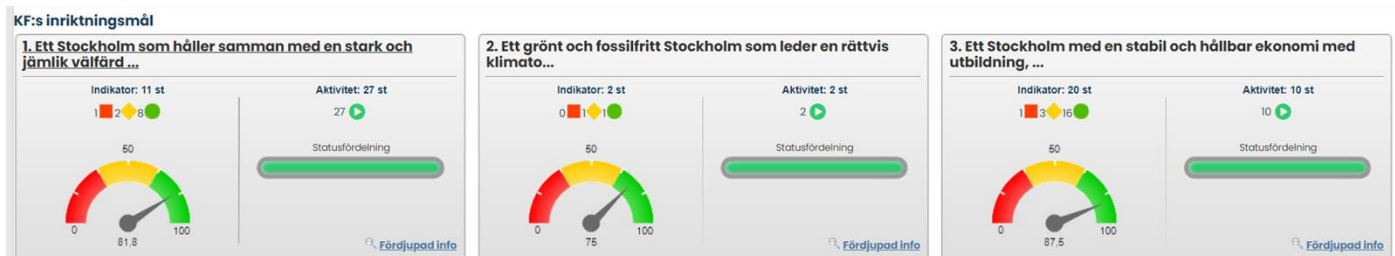 KF:s inriktningsmål
1. Ett Stockholm som håller samman med en stark och
jämlik välfärd ...
Indikator: 11 st
1 2 8
Aktivitet: 27 st
27
Statusfördelning
50
0
100
81,8
Fördjupad info
2. Ett grönt och fossilfritt Stockholm som leder en rättvis
klimato...
Indikator: 2 st
0 1 1
Aktivitet: 2 st
2
Statusfördelning
50
0
100
75
Fördjupad info
3. Ett Stockholm med en stabil och hållbar ekonomi med
utbildning, ...
Indikator: 20 st
1 3 16
Aktivitet: 10 st
10
Statusfördelning
50
0
100
87,5
Fördjupad info